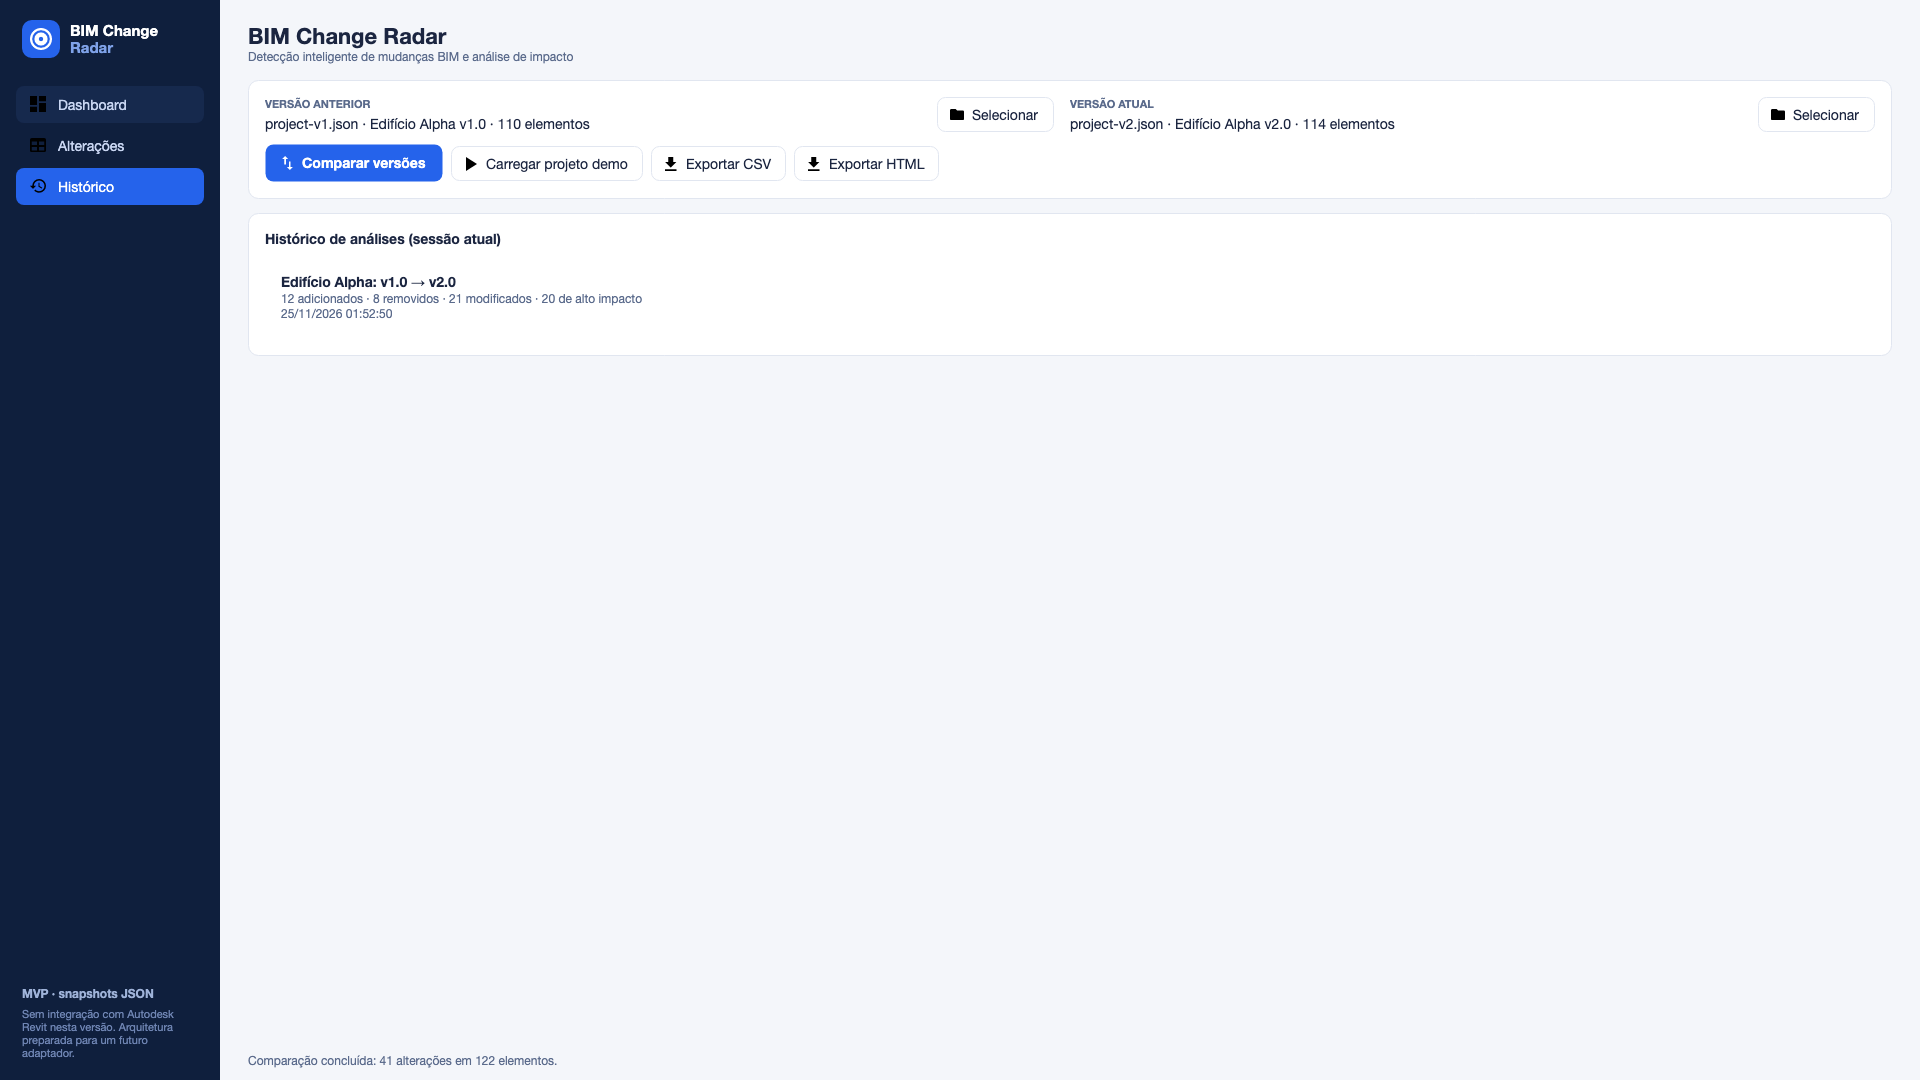 BIM Change
Radar
Dashboard
Alterações
Histórico
MVP · snapshots JSON
Sem integração com Autodesk
Revit nesta versão. Arquitetura
preparada para um futuro
adaptador.
BIM Change Radar
Detecção inteligente de mudanças BIM e análise de impacto
VERSÃO ANTERIOR
project-v1.json · Edifício Alpha v1.0 · 110 elementos
Selecionar
VERSÃO ATUAL
project-v2.json · Edifício Alpha v2.0 · 114 elementos
Selecionar
Comparar versões
Carregar projeto demo
Exportar CSV
Exportar HTML
Histórico de análises (sessão atual)
Edifício Alpha: v1.0 → v2.0
12 adicionados · 8 removidos · 21 modificados · 20 de alto impacto
25/11/2026 01:52:50
Comparação concluída: 41 alterações em 122 elementos.